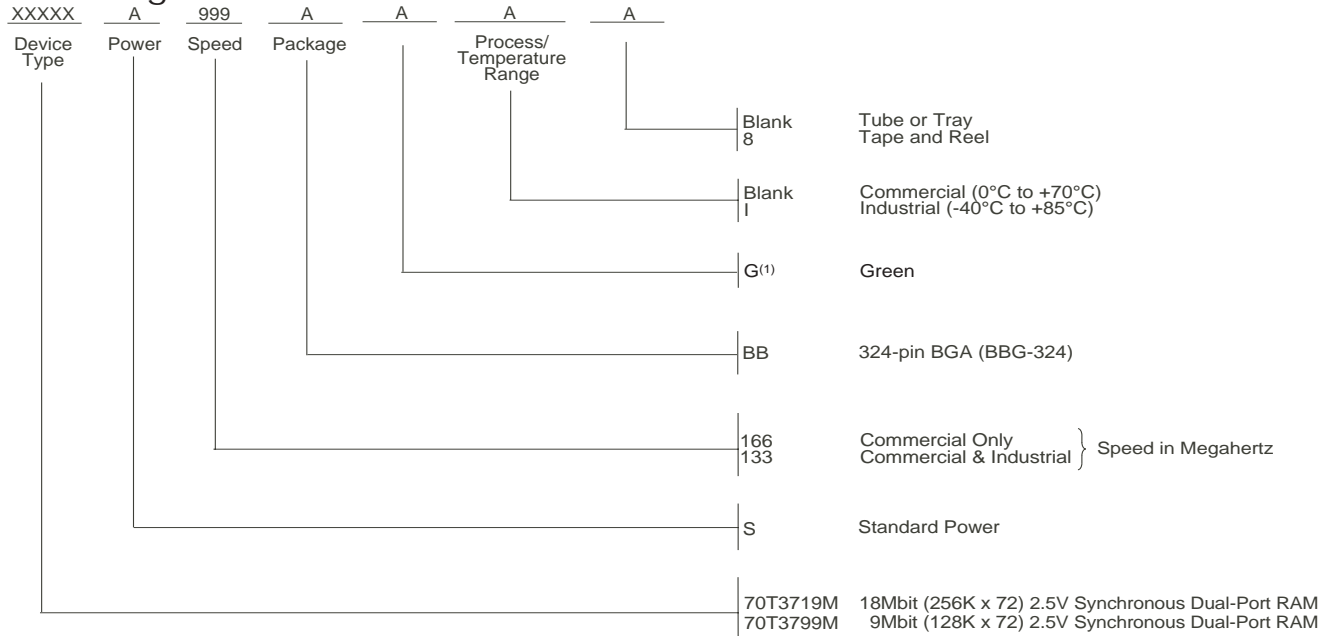 XXXXX A 999 A A A A
Device Type Power Speed Package Process/ Temperature Range
Blank Tube or Tray
8 Tape and Reel
Blank Commercial (0°C to +70°C)
I Industrial (-40°C to +85°C)
G(1) Green
BB 324-pin BGA (BBG-324)
166 Commercial Only
133 Commercial & Industrial
Speed in Megahertz
S Standard Power
70T3719M 18Mbit (256K x 72) 2.5V Synchronous Dual-Port RAM
70T3799M 9Mbit (128K x 72) 2.5V Synchronous Dual-Port RAM